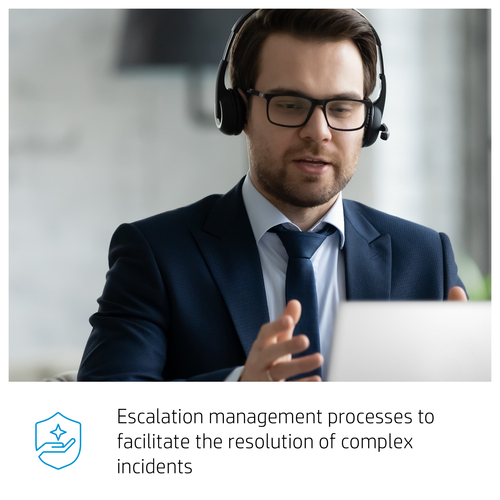 Escalation management processes to
facilitate the resolution of complex
incidents